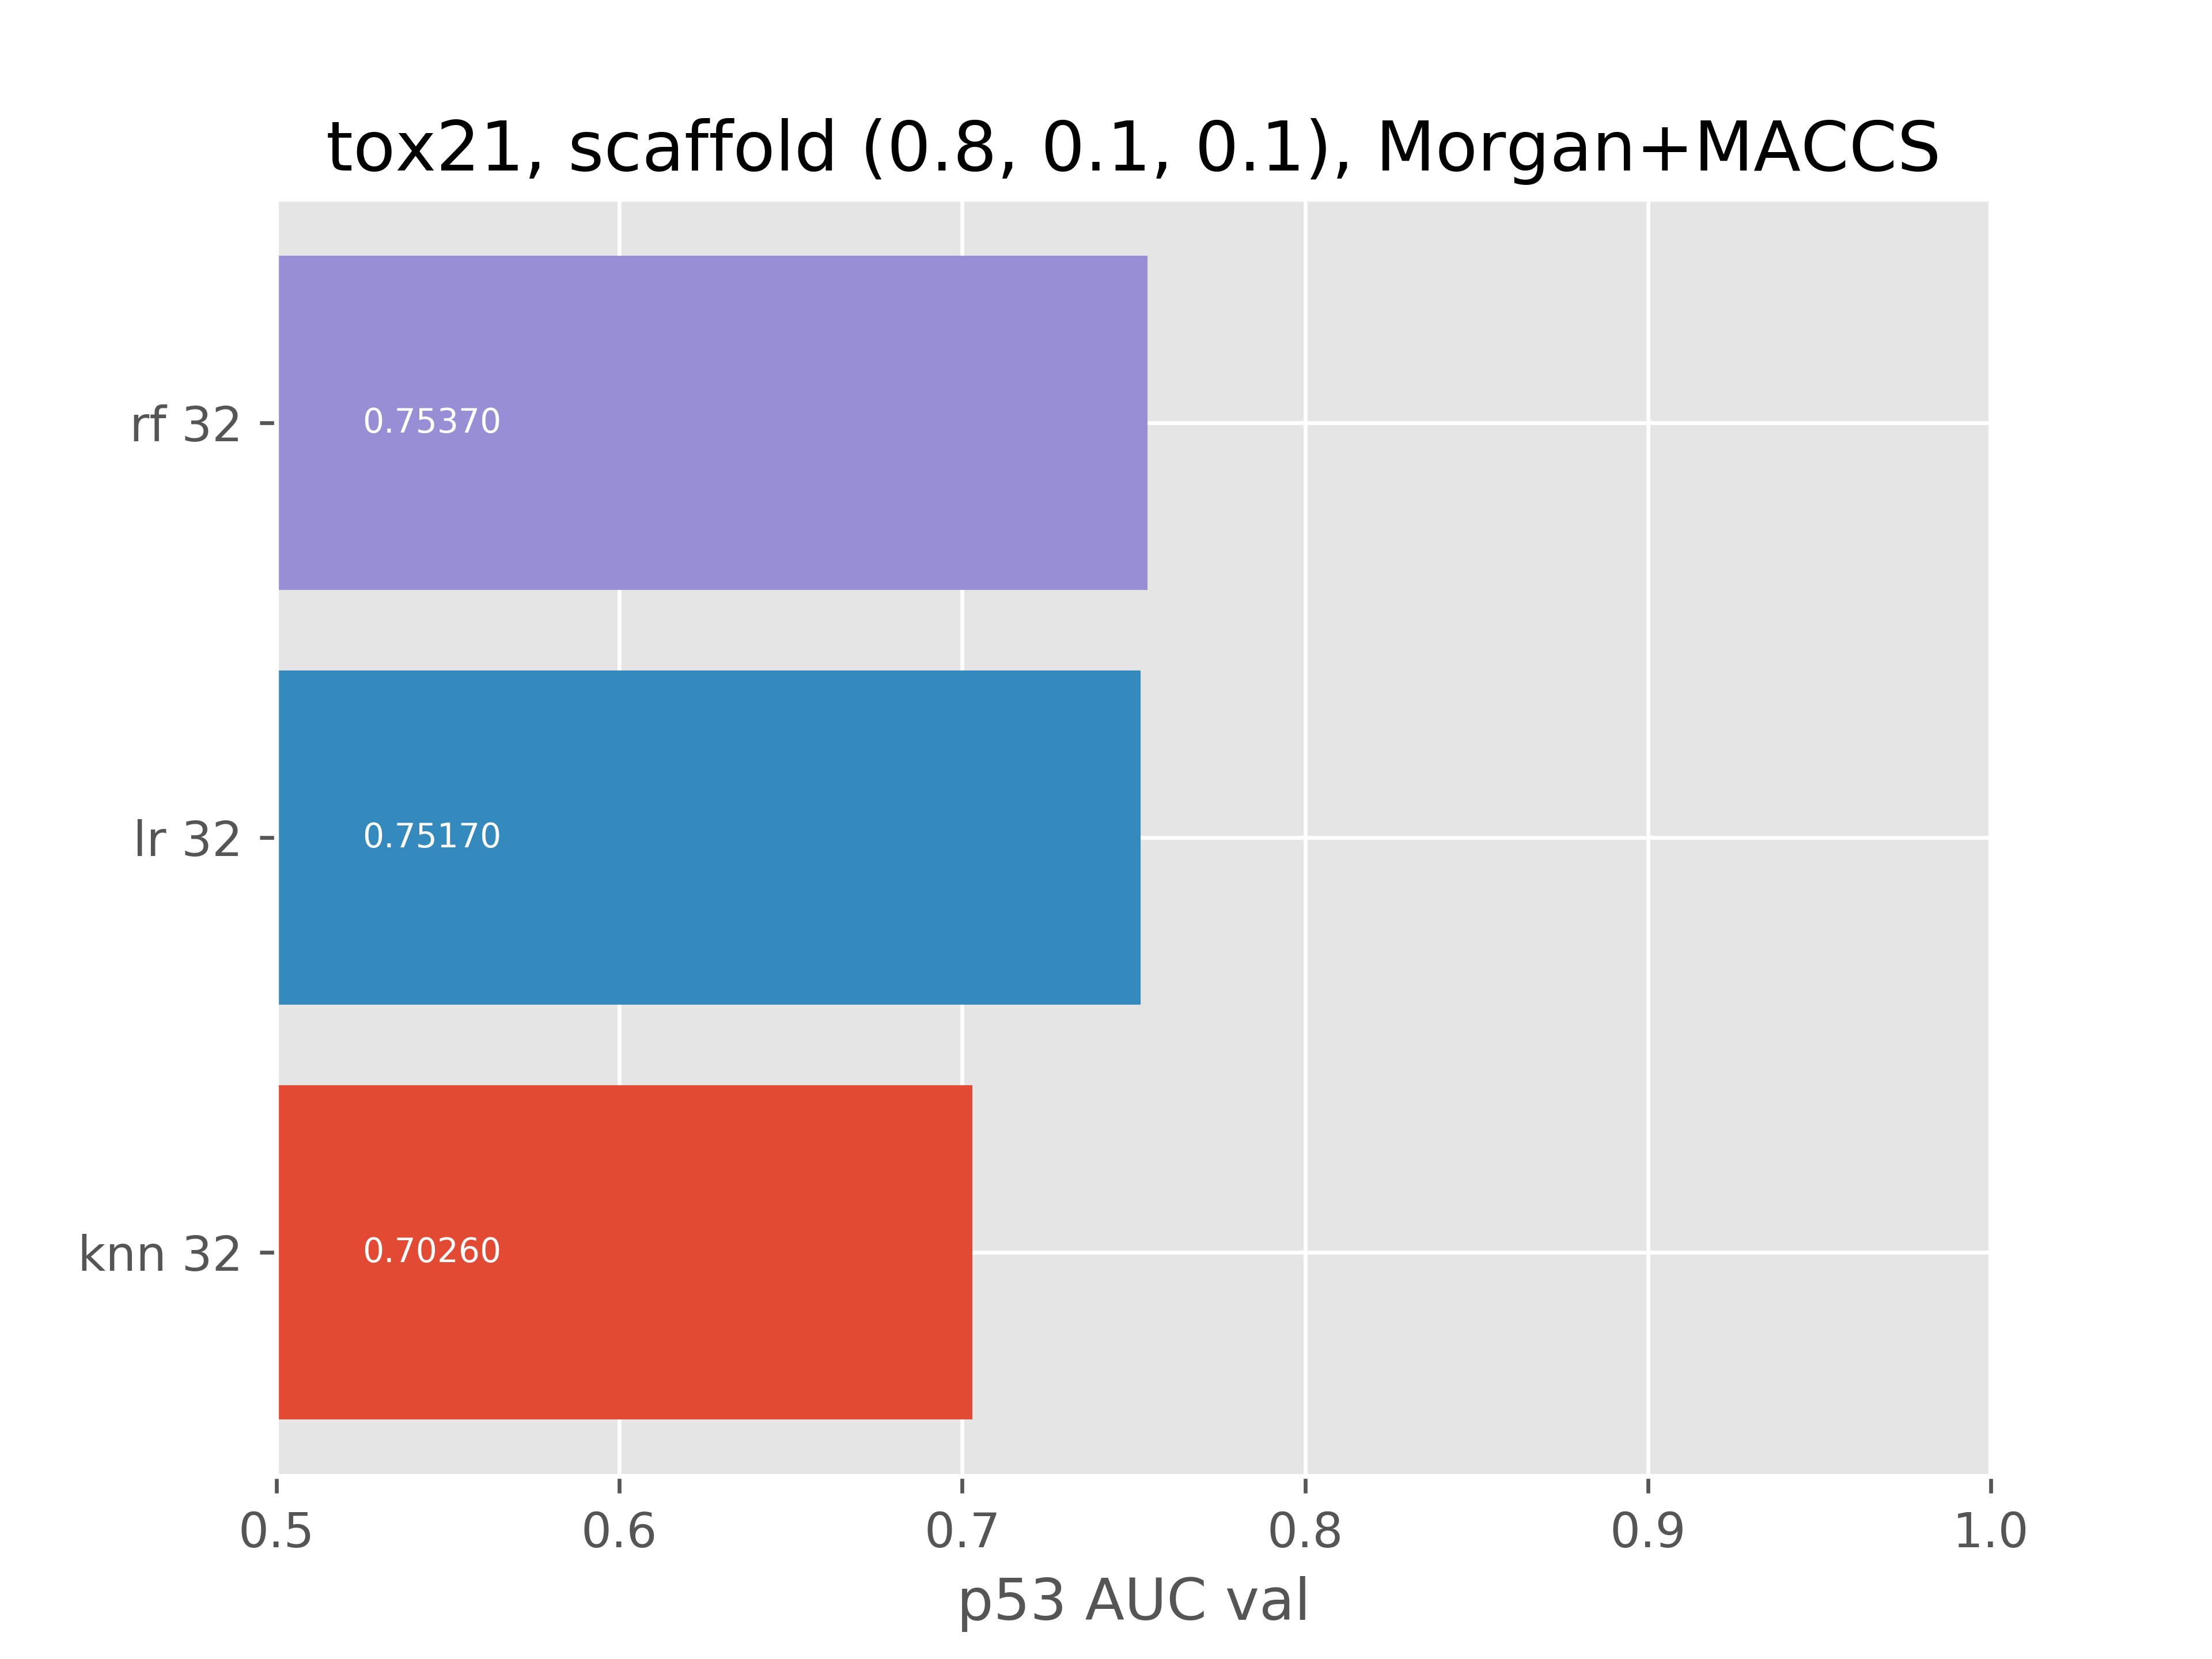 tox21, scaffold (0.8, 0.1, 0.1), Morgan+MACCS
rf 32
0.75370
lr 32
0.75170
knn 32
0.70260
0.5 0.6 0.7 0.8 0.9 1.0
p53 AUC val